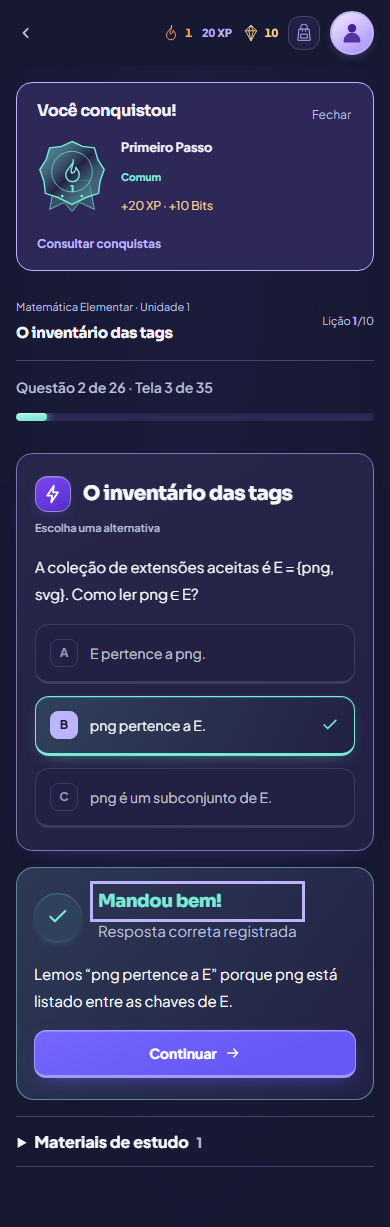 1 20 XP 10
Você conquistou!
Fechar
1
Primeiro Passo
Comum
+20 XP · +10 Bits
Consultar conquistas
Matemática Elementar · Unidade 1
O inventário das tags
Lição 1/10
Questão 2 de 26 · Tela 3 de 35
O inventário das tags
Escolha uma alternativa
A coleção de extensões aceitas é E = {png,
svg}. Como ler png ∈ E?
A E pertence a png.
B png pertence a E.
C png é um subconjunto de E.
Mandou bem!
Resposta correta registrada
Lemos “png pertence a E” porque png está
listado entre as chaves de E.
Continuar →
Materiais de estudo 1